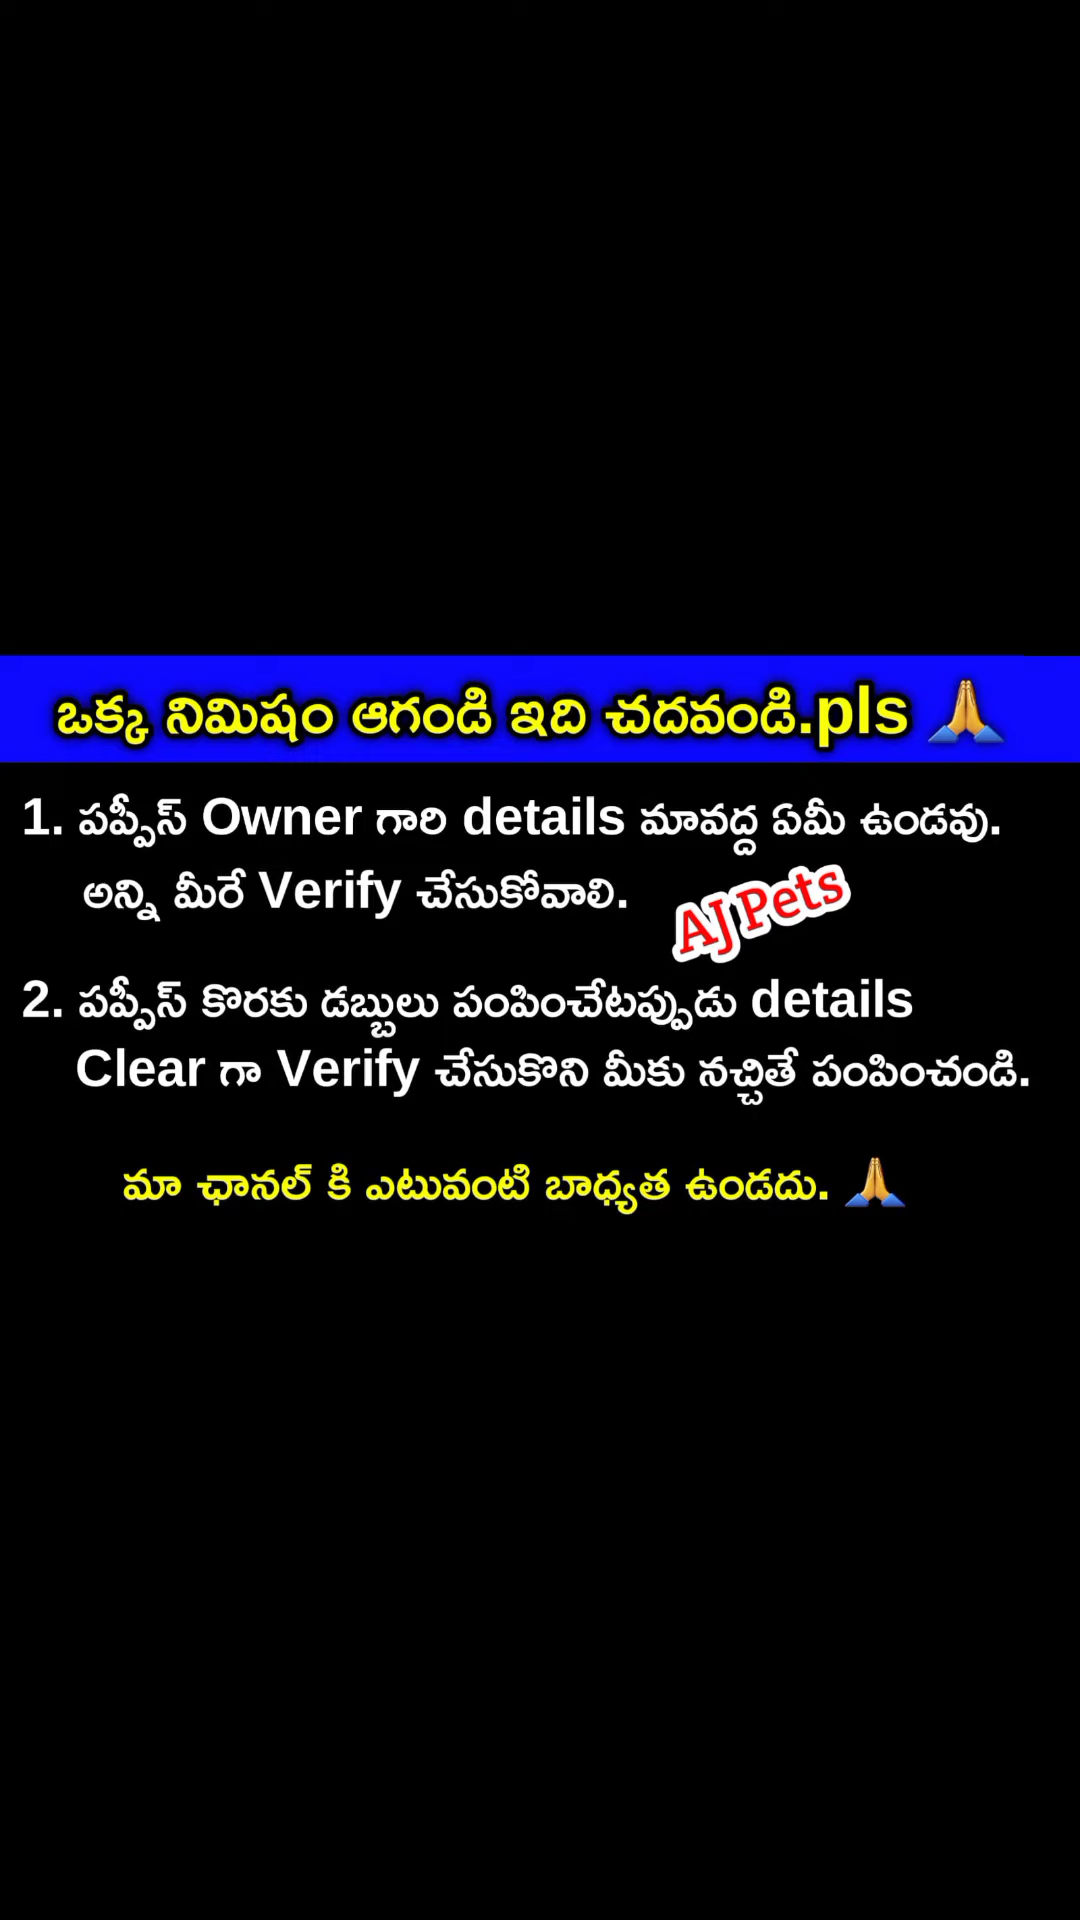 ఒక్క నిమిషం ఆగండి ఇది చదవండి.pls 🙏
1. పప్పీస్ Owner గారి details మావద్ద ఏమీ ఉండవు.
అన్ని మీరే Verify చేసుకోవాలి.
AJ Pets
2. పప్పీస్ కొరకు డబ్బులు పంపించేటప్పుడు details
Clear గా Verify చేసుకొని మీకు నచ్చితే పంపించండి.
మా ఛానల్ కి ఎటువంటి బాధ్యత ఉండదు. 🙏